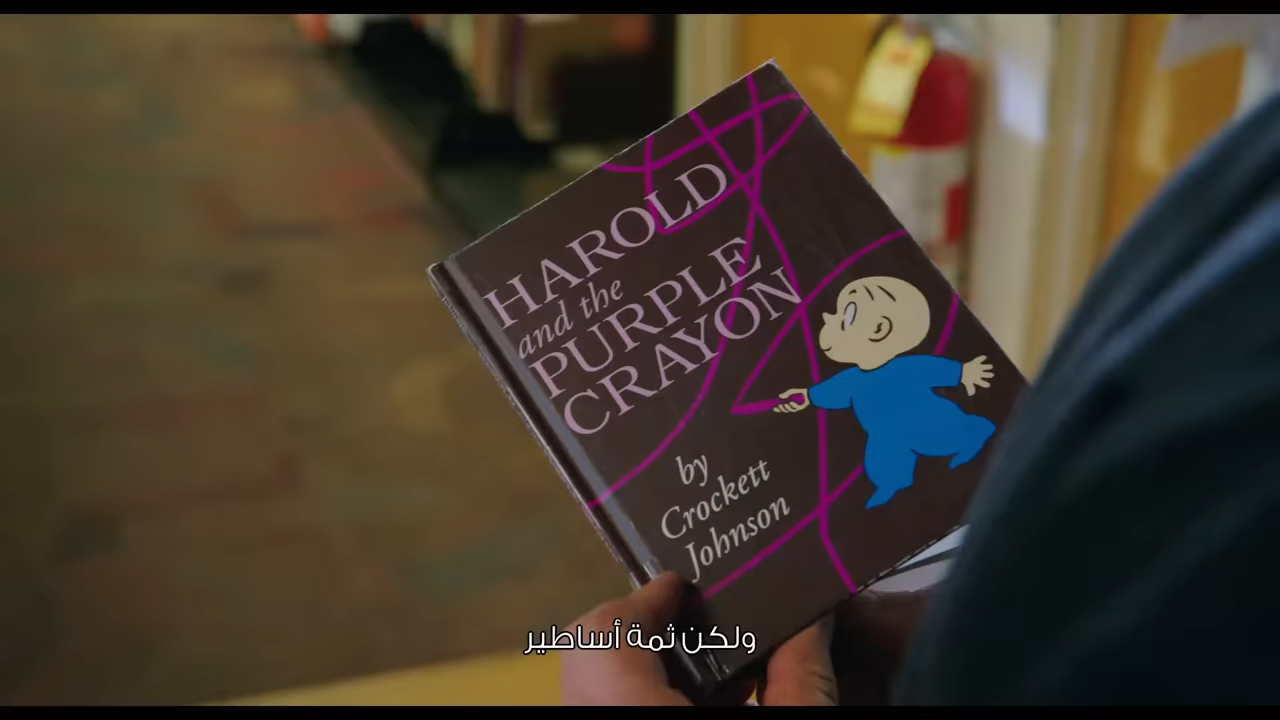 HAROLD
and the
PURPLE
CRAYON
by
Crockett
Johnson
ولكن ثمة أساطير